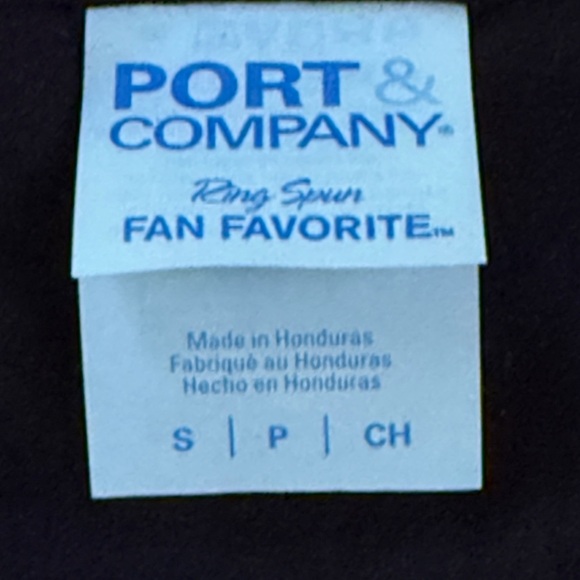 PORT &
COMPANY®
Ring Spun
FAN FAVORITE™
Made in Honduras
Fabriqué au Honduras
Hecho en Honduras
S | P | CH